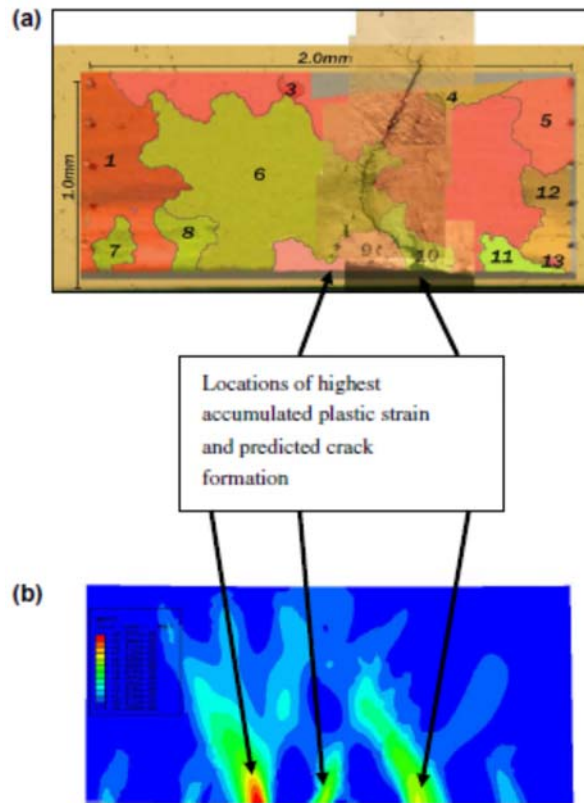 (a)
2.0mm
1.0mm
3
4
5
1
6
12
8
7
9
10
11
13
Locations of highest
accumulated plastic strain
and predicted crack
formation
(b)